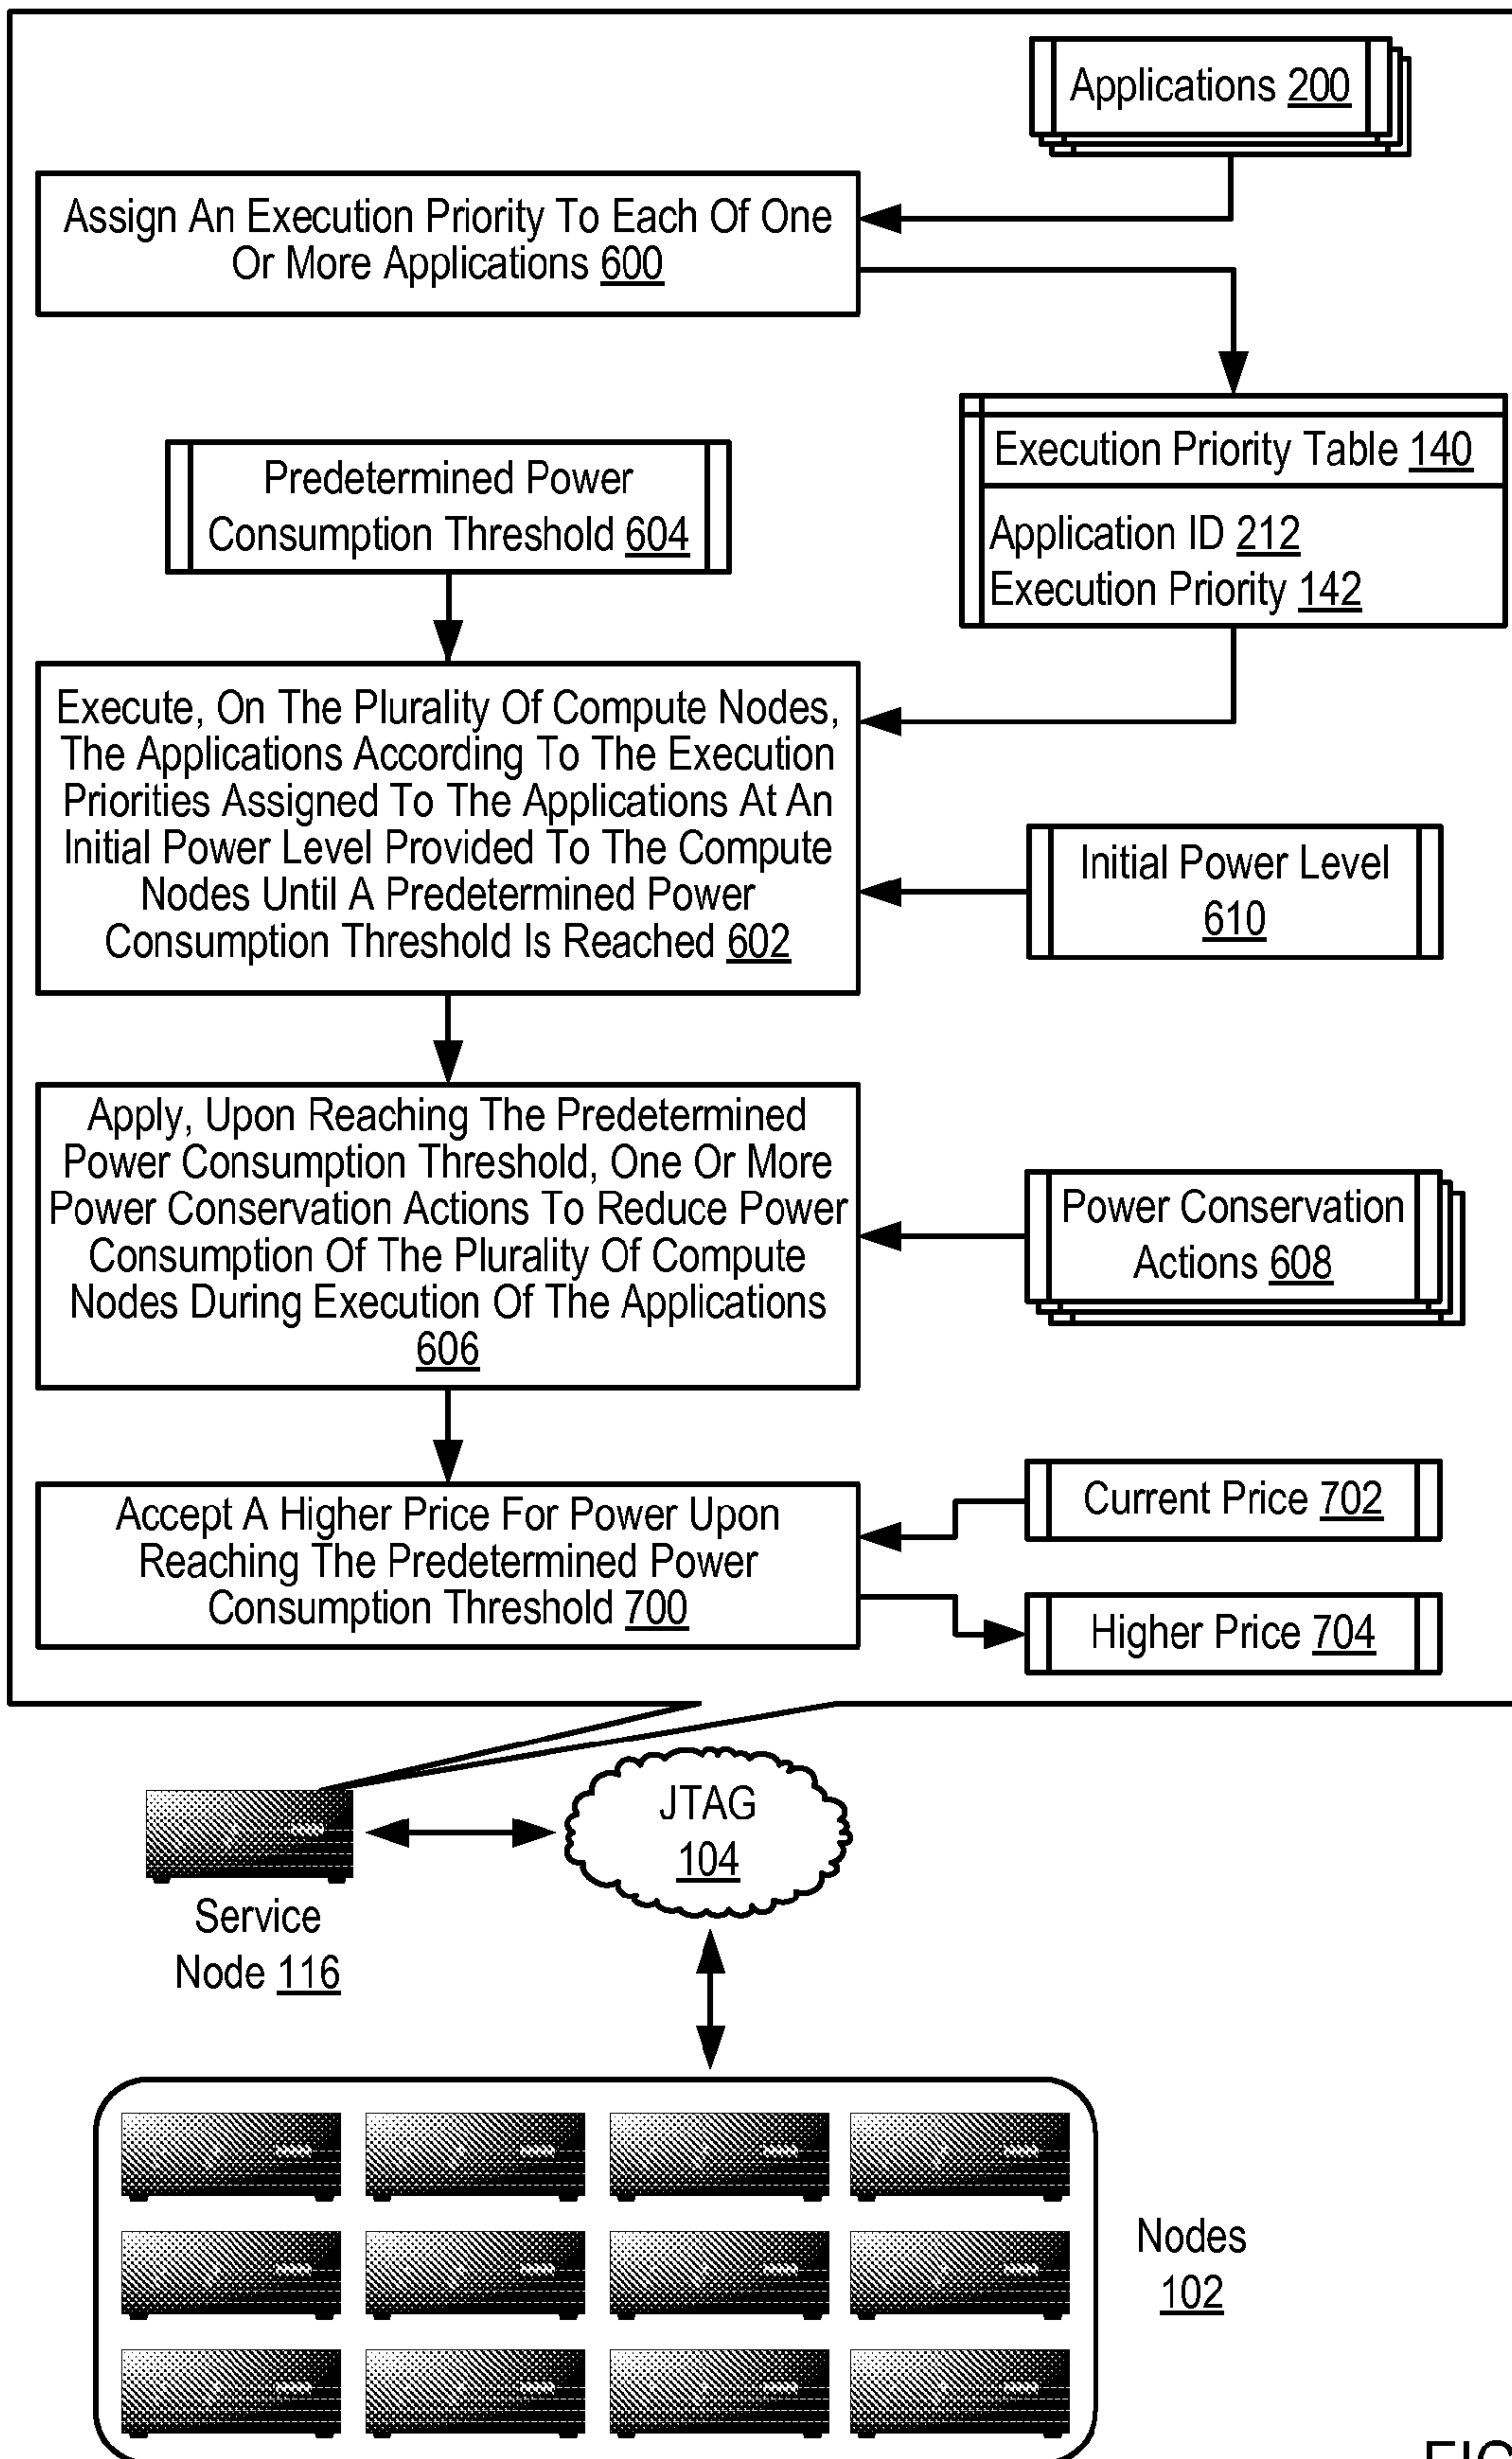 Applications 200
Assign An Execution Priority To Each Of One
Or More Applications 600
Execution Priority Table 140
Application ID 212
Execution Priority 142
Predetermined Power
Consumption Threshold 604
Execute, On The Plurality Of Compute Nodes,
The Applications According To The Execution
Priorities Assigned To The Applications At An
Initial Power Level Provided To The Compute
Nodes Until A Predetermined Power
Consumption Threshold Is Reached 602
Initial Power Level
610
Apply, Upon Reaching The Predetermined
Power Consumption Threshold, One Or More
Power Conservation Actions To Reduce Power
Consumption Of The Plurality Of Compute
Nodes During Execution Of The Applications
606
Power Conservation
Actions 608
Accept A Higher Price For Power Upon
Reaching The Predetermined Power
Consumption Threshold 700
Current Price 702
Higher Price 704
JTAG
104
Service
Node 116
Nodes
102